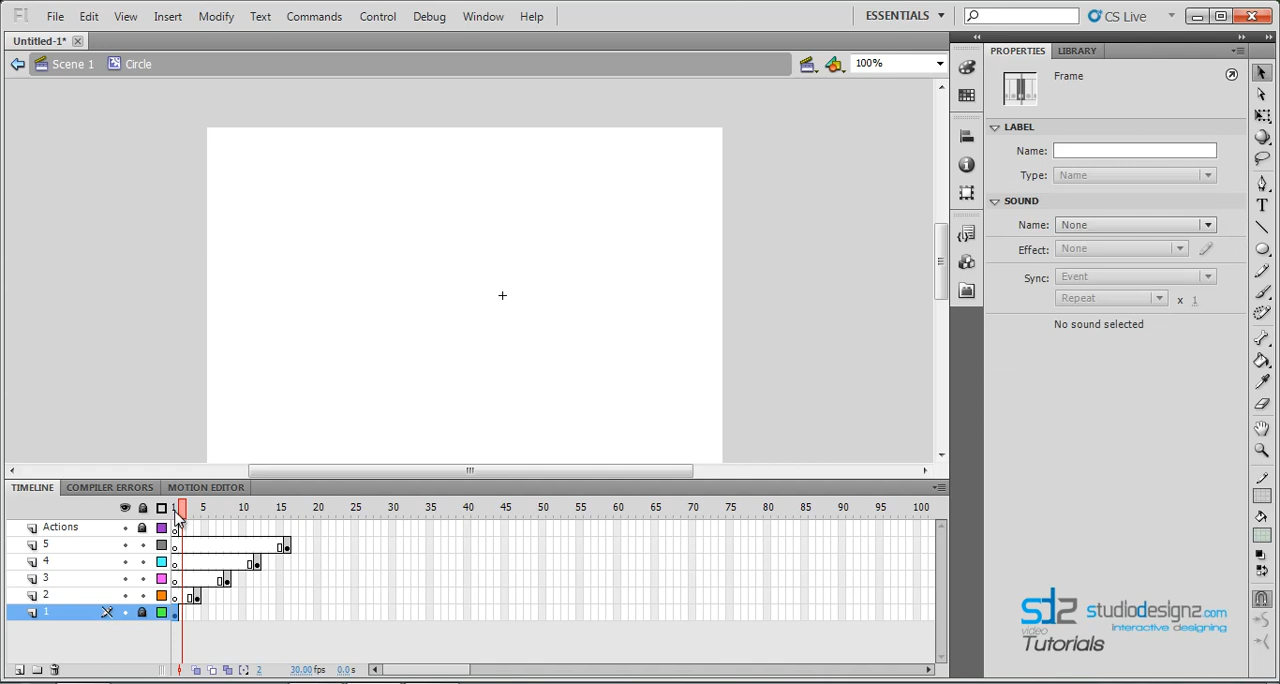 Fl File Edit View Insert Modify Text Commands Control Debug Window Help ESSENTIALS CS Live
Untitled-1*
Scene 1 Circle 100%
PROPERTIES LIBRARY
Frame
LABEL
Name:
Type: Name
SOUND
Name: None
Effect: None
Sync: Event
Repeat x 1
No sound selected
TIMELINE COMPILER ERRORS MOTION EDITOR
1 5 10 15 20 25 30 35 40 45 50 55 60 65 70 75 80 85 90 95 100
Actions
5
4
3
2
1
2 30.00 fps 0.0 s
sdz studiodesignz.com
interactive designing
video
Tutorials